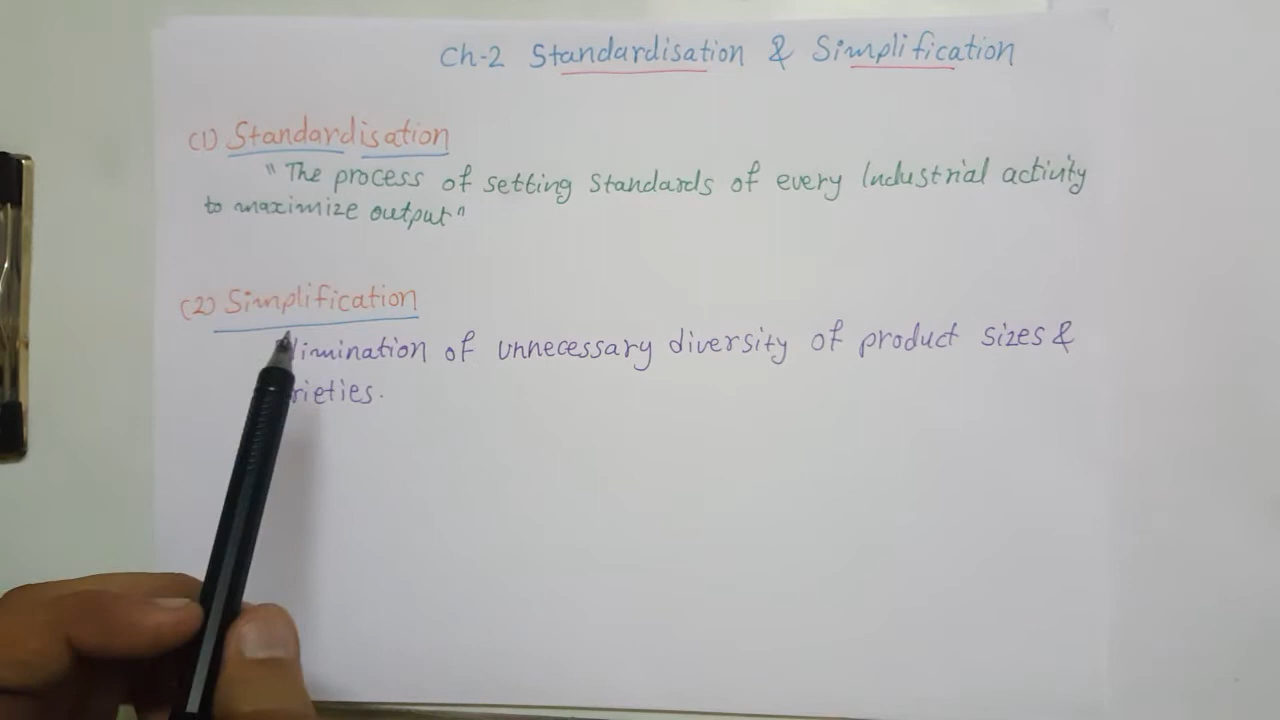 Ch-2 Standardisation & Simplification
(1) Standardisation
"The process of setting standards of every Industrial activity
to maximize output"
(2) Simplification
limination of unnecessary diversity of product sizes &
rieties.